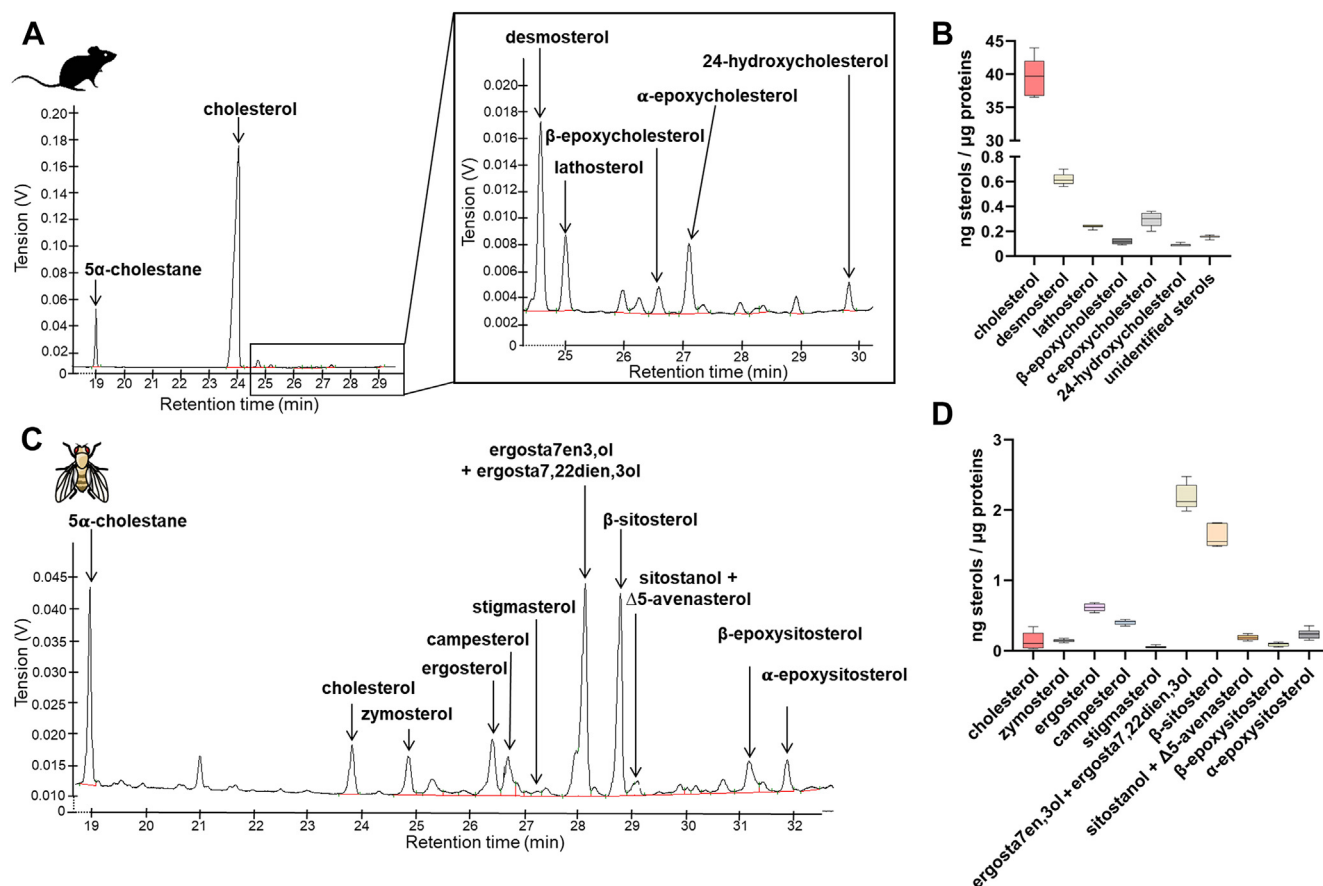 A
cholesterol
5α-cholestane
Tension (V)
0.20
0.18
0.16
0.14
0.12
0.10
0.08
0.06
0.04
0.02
0
19 20 21 22 23 24 25 26 27 28 29
Retention time (min)
desmosterol
24-hydroxycholesterol
α-epoxycholesterol
β-epoxycholesterol
lathosterol
Tension (V)
0.020
0.018
0.016
0.014
0.012
0.010
0.008
0.006
0.004
0.002
0
25 26 27 28 29 30
Retention time (min)
B
ng sterols / µg proteins
45
40
35
30
0.8
0.6
0.4
0.2
0.0
cholesterol
desmosterol
lathosterol
β-epoxycholesterol
α-epoxycholesterol
24-hydroxycholesterol
unidentified sterols
C
5α-cholestane
ergosta7en3,ol
+ ergosta7,22dien,3ol
β-sitosterol
sitostanol +
Δ5-avenasterol
stigmasterol
campesterol
ergosterol
cholesterol
zymosterol
β-epoxysitosterol
α-epoxysitosterol
Tension (V)
0.045
0.040
0.035
0.030
0.025
0.020
0.015
0.010
0
19 20 21 22 23 24 25 26 27 28 29 30 31 32
Retention time (min)
D
ng sterols / µg proteins
3
2
1
0
cholesterol
zymosterol
ergosterol
campesterol
stigmasterol
ergosta7en,3ol + ergosta7,22dien,3ol
β-sitosterol
sitostanol + Δ5-avenasterol
β-epoxysitosterol
α-epoxysitosterol